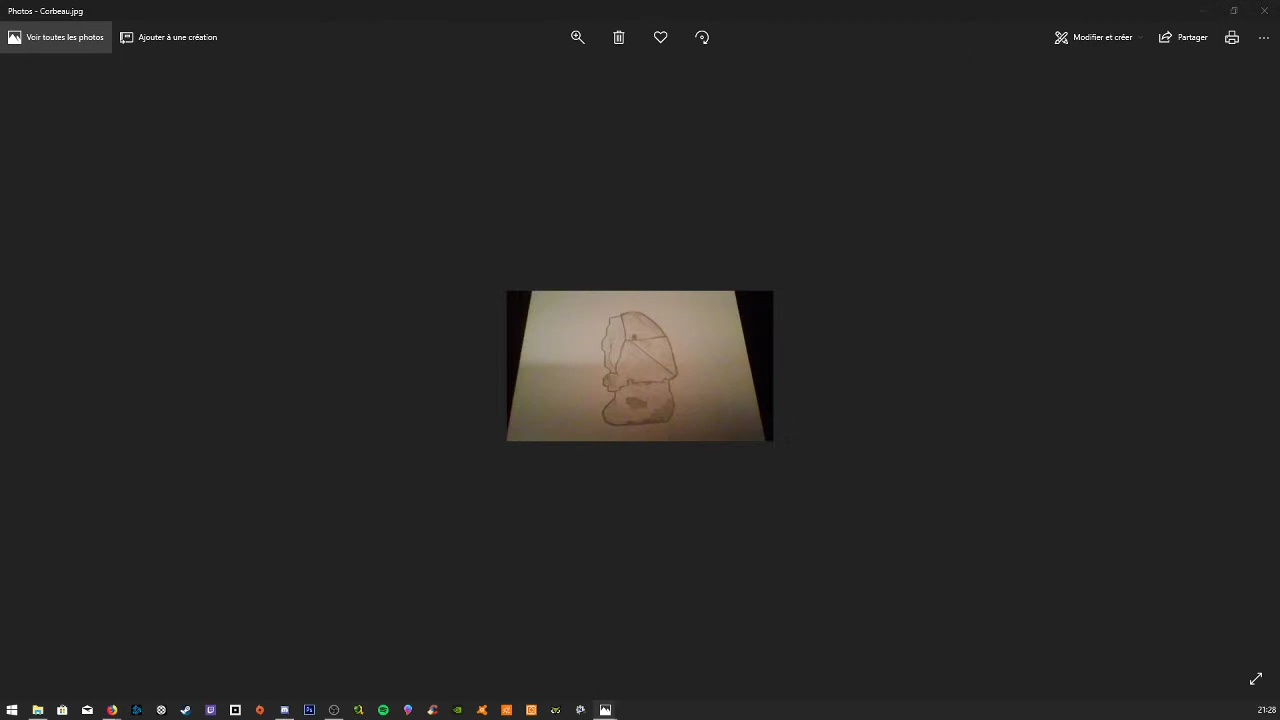 Photos - Corbeau.jpg
Voir toutes les photos
Ajouter à une création
Modifier et créer
Partager
21:28